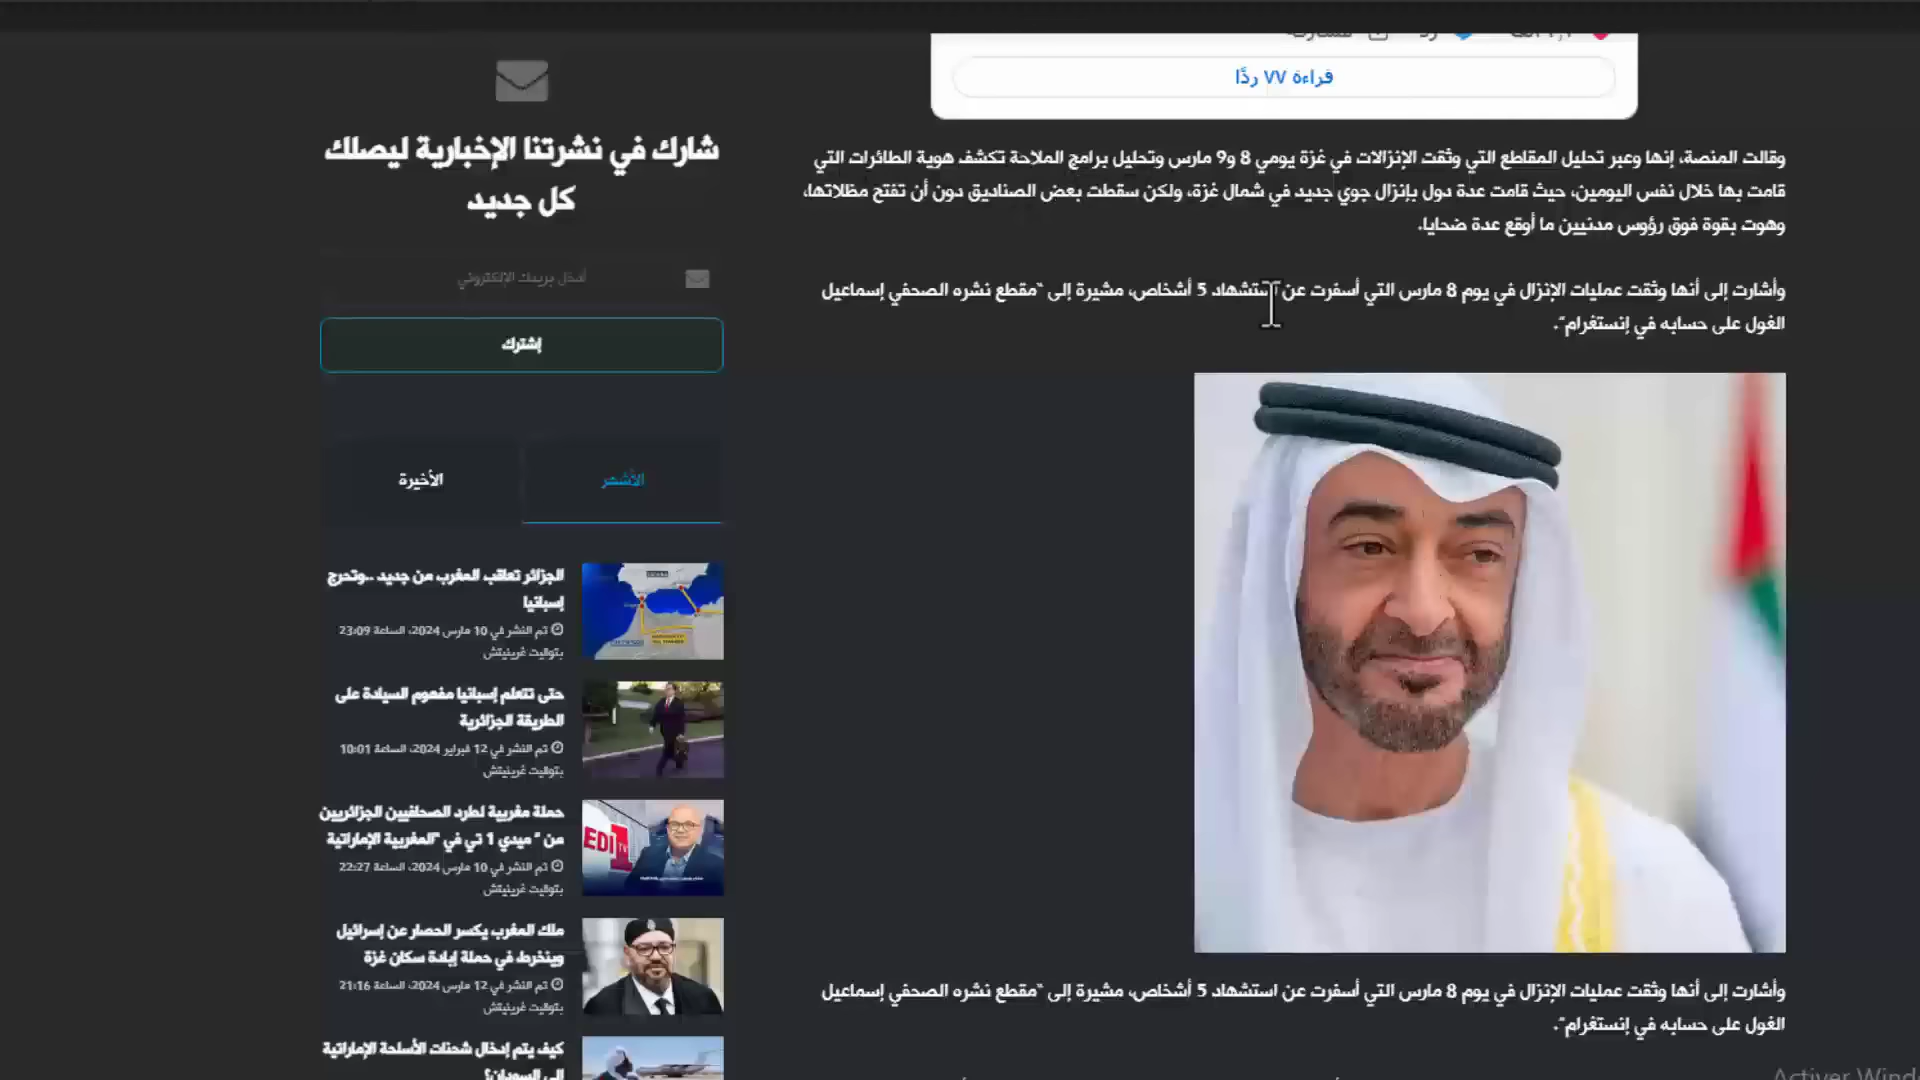 قراءة ٧٧ ردًا
وقالت المنصة، إنها وعبر تحليل المقاطع التي وثقت الإنزالات في غزة يومي 8 و9 مارس وتحليل برامج الملاحة تكشف هوية الطائرات التي
قامت بها خلال نفس اليومين، حيث قامت عدة دول بإنزال جوي جديد في شمال غزة، ولكن سقطت بعض الصناديق دون أن تفتح مظلاتها،
وهوت بقوة فوق رؤوس مدنيين ما أوقع عدة ضحايا.
وأشارت إلى أنها وثقت عمليات الإنزال في يوم 8 مارس التي أسفرت عن استشهاد 5 أشخاص، مشيرة إلى “مقطع نشره الصحفي إسماعيل
الغول على حسابه في إنستغرام”.
وأشارت إلى أنها وثقت عمليات الإنزال في يوم 8 مارس التي أسفرت عن استشهاد 5 أشخاص، مشيرة إلى “مقطع نشره الصحفي إسماعيل
الغول على حسابه في إنستغرام”.
شارك في نشرتنا الإخبارية ليصلك
كل جديد
أدخل بريدك الإلكتروني
إشترك
الأشهر
الأخيرة
الجزائر تعاقب المغرب من جديد ..وتحرج
إسبانيا
تم النشر في 10 مارس 2024، الساعة 23:09
بتوقيت غرينيتش
حتى تتعلم إسبانيا مفهوم السيادة على
الطريقة الجزائرية
تم النشر في 12 فبراير 2024، الساعة 10:01
بتوقيت غرينيتش
حملة مغربية لطرد الصحافيين الجزائريين
من “ ميدي 1 تي في “المغربية الإماراتية
تم النشر في 10 مارس 2024، الساعة 22:27
بتوقيت غرينيتش
EDI1
TV
ملك المغرب يكسر الحصار عن إسرائيل
وينخرط في حملة إبادة سكان غزة
تم النشر في 12 مارس 2024، الساعة 21:16
بتوقيت غرينيتش
كيف يتم إدخال شحنات الأسلحة الإماراتية
إلى السودان؟